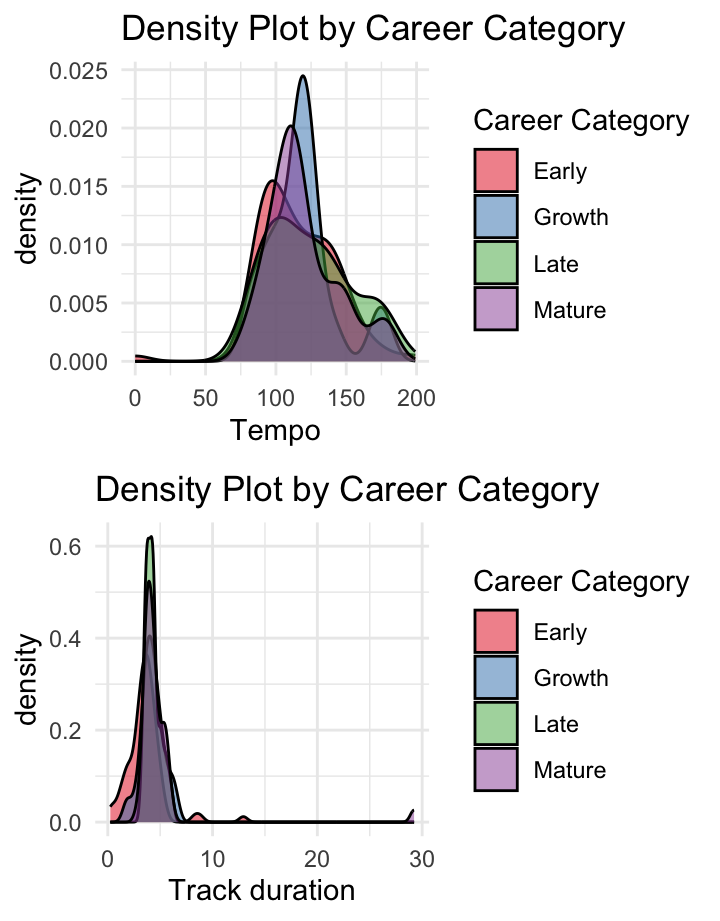 Density Plot by Career Category
0.025
0.020
0.015
0.010
0.005
0.000
density
0 50 100 150 200
Tempo
Career Category
Early
Growth
Late
Mature
Density Plot by Career Category
0.6
0.4
0.2
0.0
density
0 10 20 30
Track duration
Career Category
Early
Growth
Late
Mature